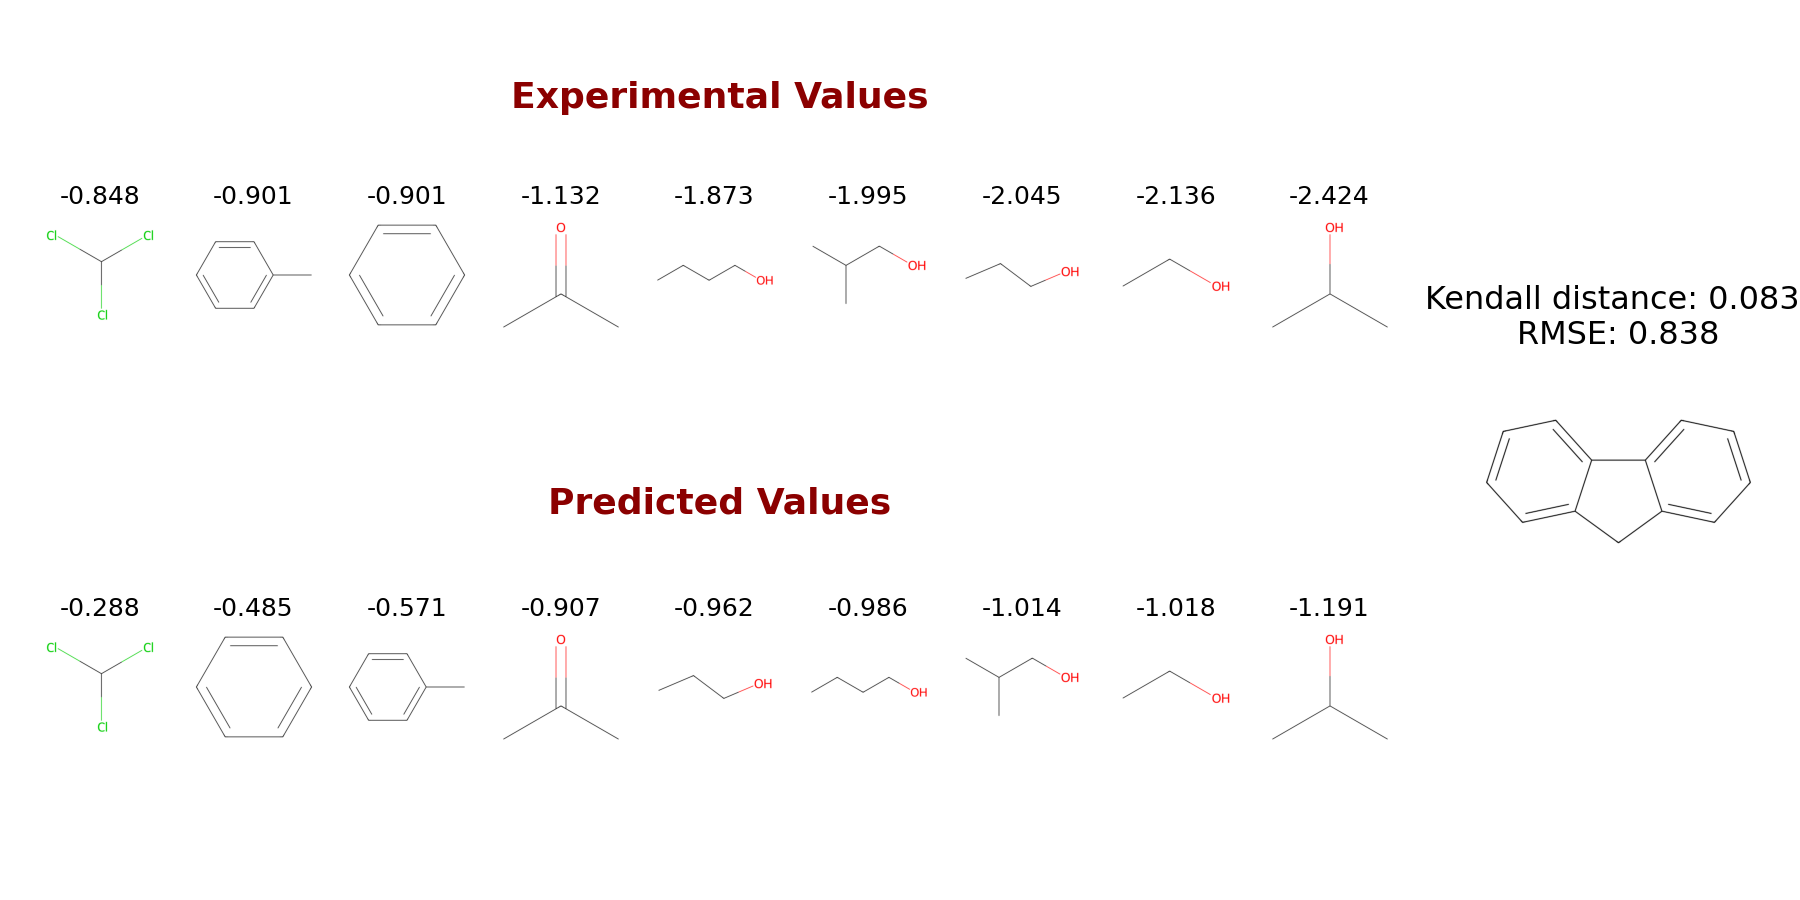 Experimental Values
-0.848 -0.901 -0.901 -1.132 -1.873 -1.995 -2.045 -2.136 -2.424
Cl Cl Cl O OH OH OH OH OH
Kendall distance: 0.083
RMSE: 0.838
Predicted Values
-0.288 -0.485 -0.571 -0.907 -0.962 -0.986 -1.014 -1.018 -1.191
Cl Cl Cl O OH OH OH OH OH